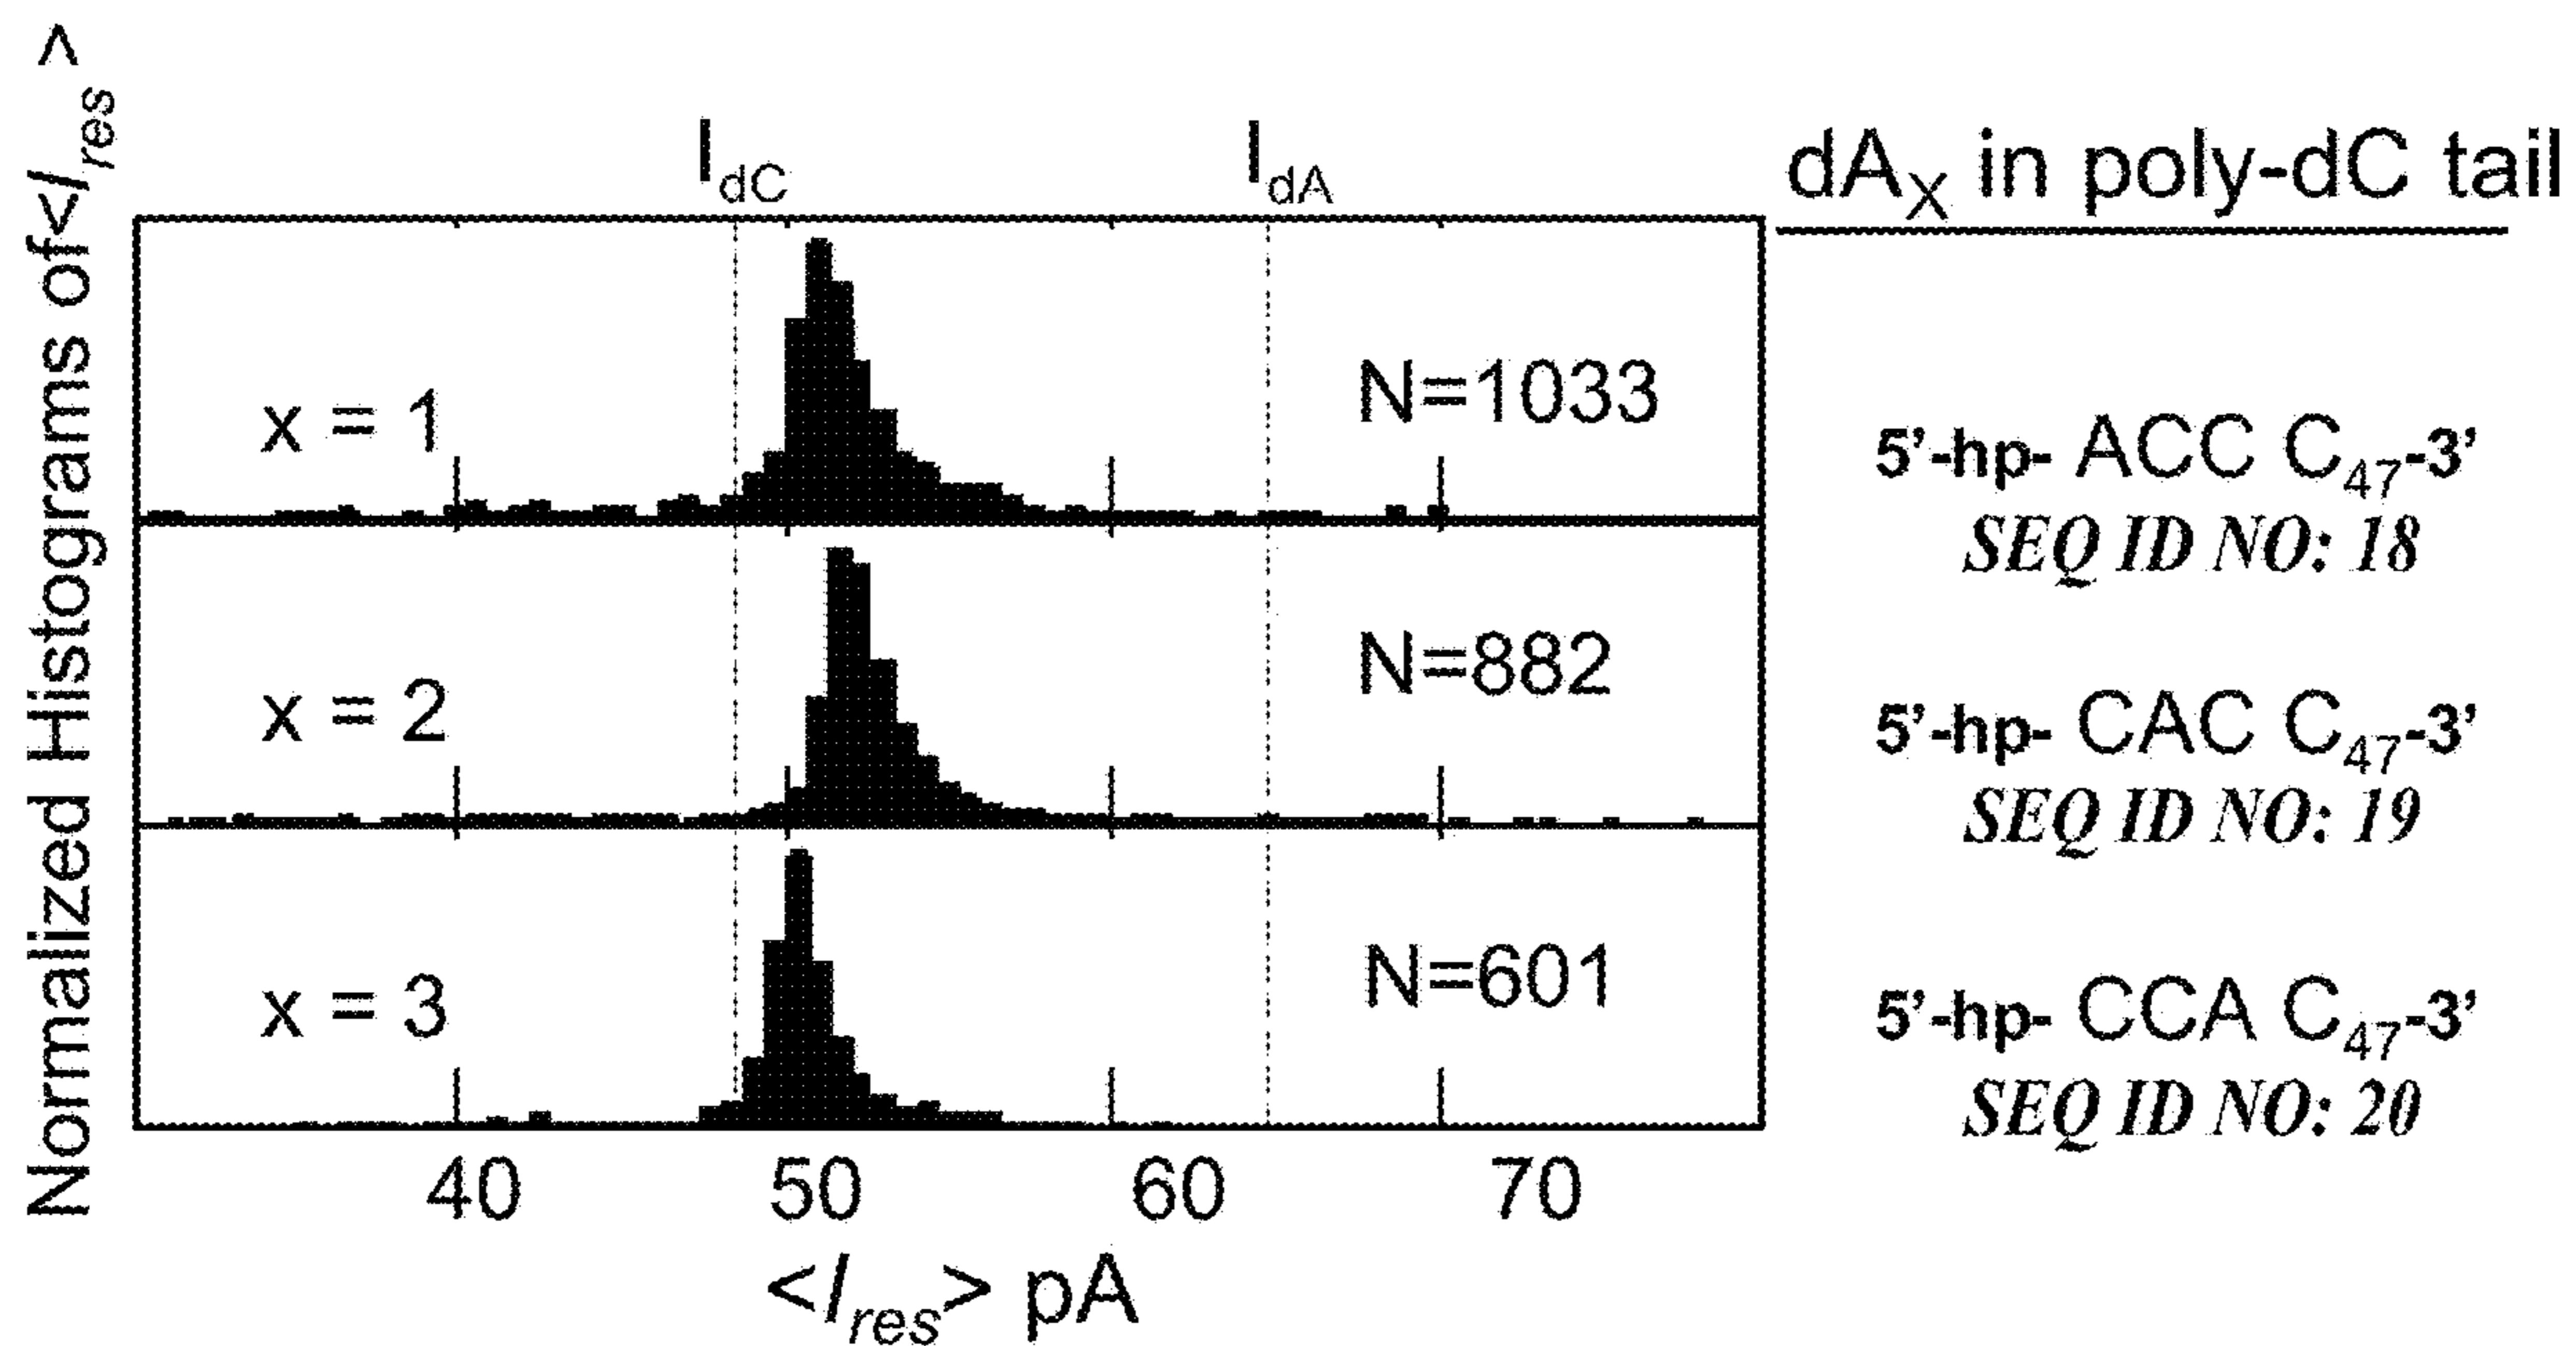 Normalized Histograms of<I_res>
I_dC
I_dA
dA_X in poly-dC tail
x = 1
N=1033
5’-hp- ACC C_47-3’
SEQ ID NO: 18
x = 2
N=882
5’-hp- CAC C_47-3’
SEQ ID NO: 19
x = 3
N=601
5’-hp- CCA C_47-3’
SEQ ID NO: 20
40 50 60 70
<I_res> pA